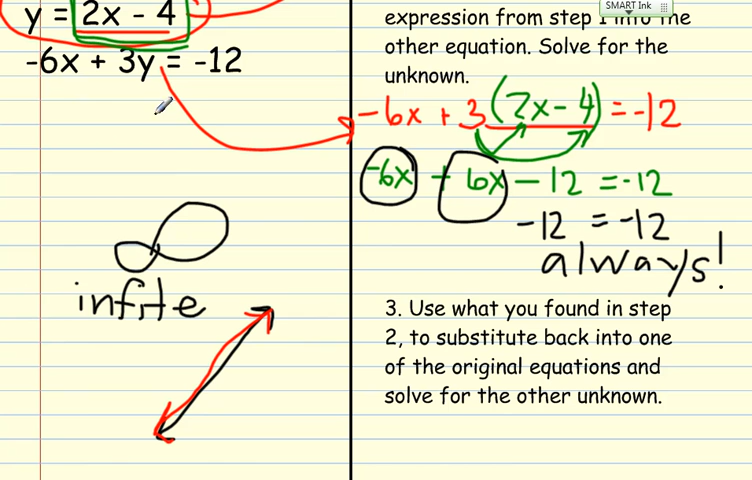 SMART Ink
y = 2x - 4
-6x + 3y = -12
infite
expression from step 1 into the
other equation. Solve for the
unknown.
-6x + 3(2x - 4) = -12
-6x + 6x - 12 = -12
-12 = -12
always!
3. Use what you found in step
2, to substitute back into one
of the original equations and
solve for the other unknown.